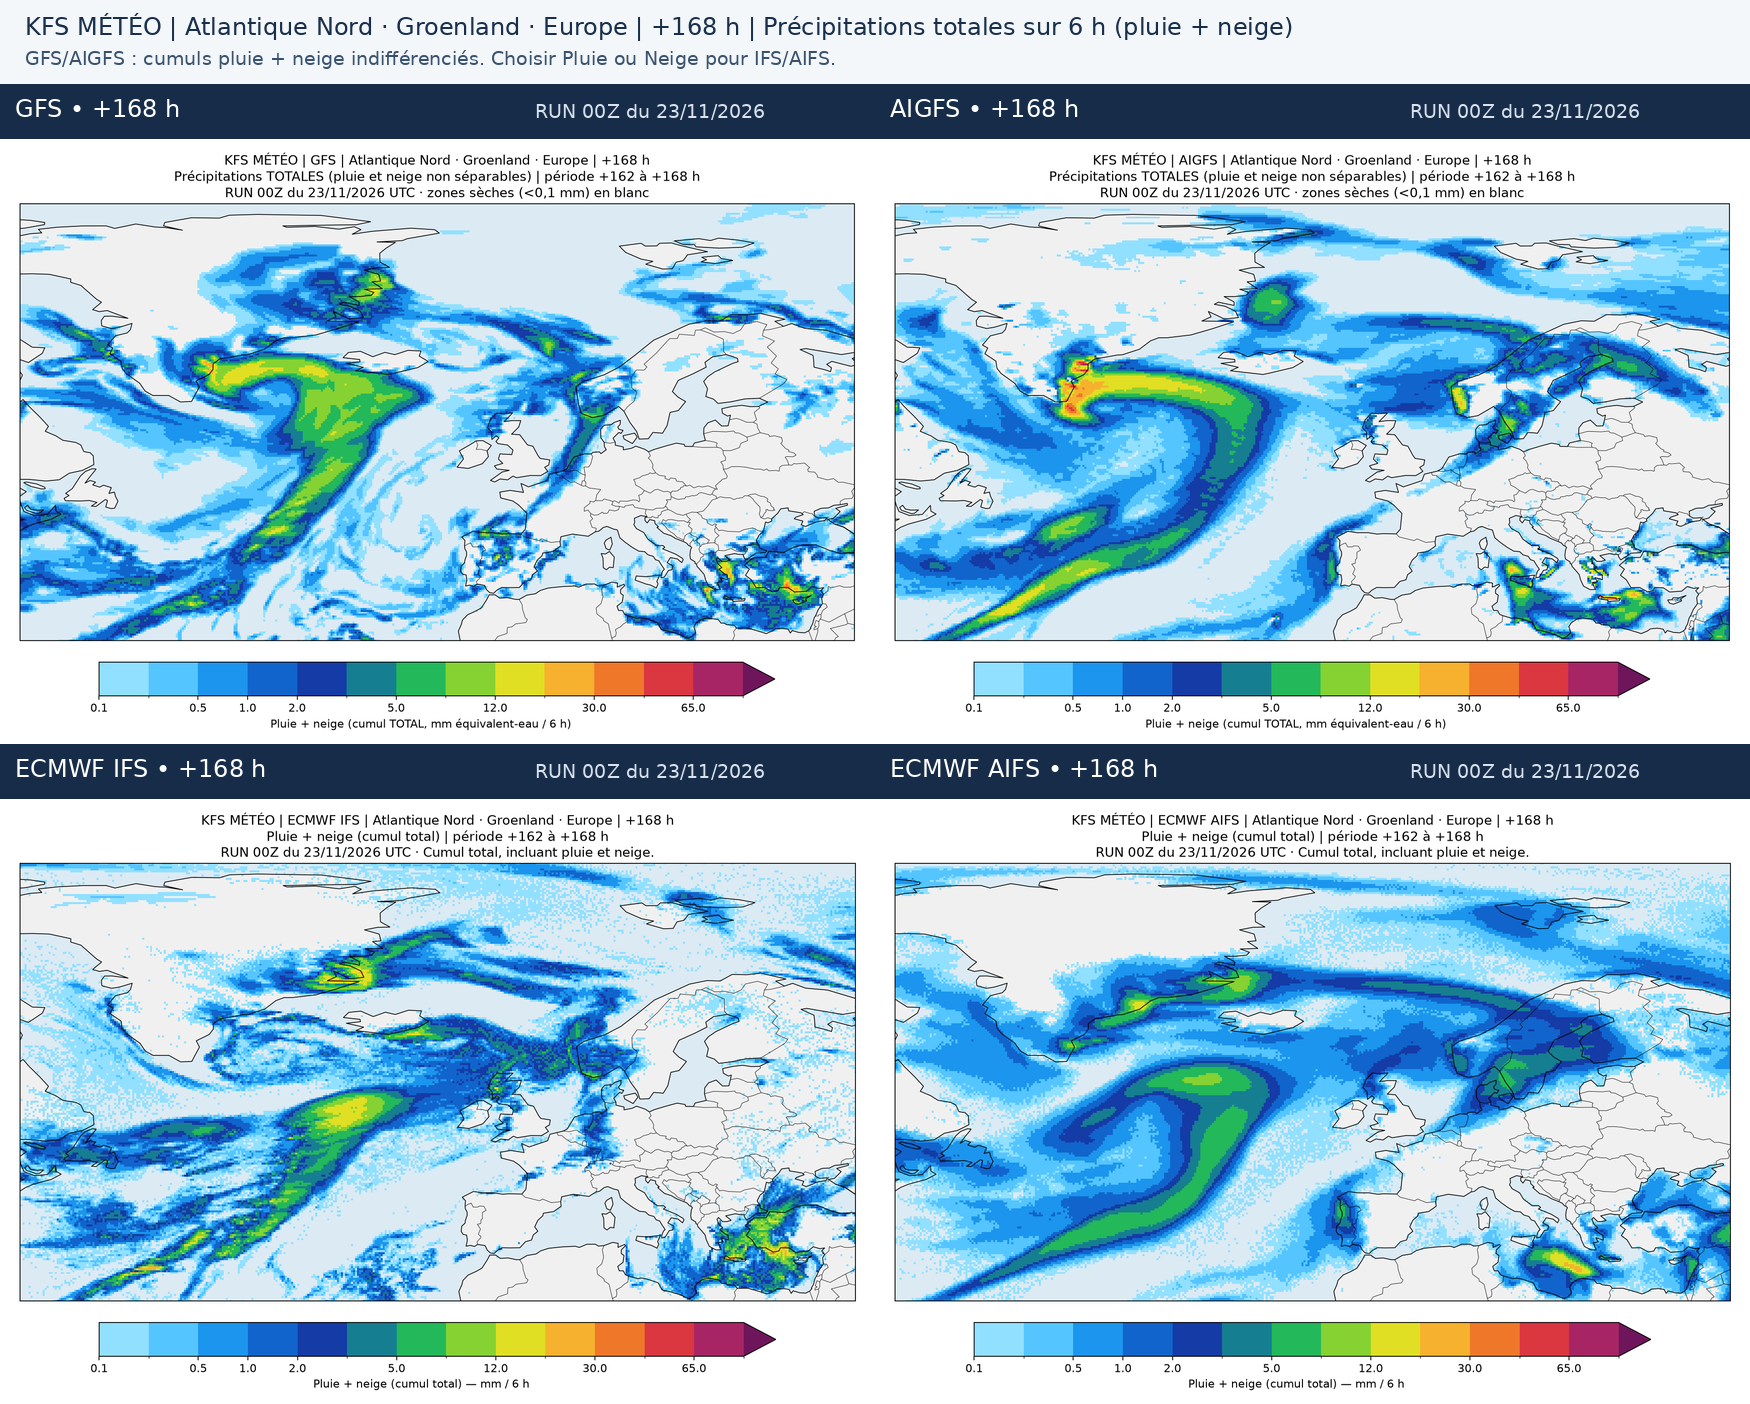 KFS MÉTÉO | Atlantique Nord · Groenland · Europe | +168 h | Précipitations totales sur 6 h (pluie + neige)
GFS/AIGFS : cumuls pluie + neige indifférenciés. Choisir Pluie ou Neige pour IFS/AIFS.
GFS • +168 h
RUN 00Z du 23/11/2026
AIGFS • +168 h
RUN 00Z du 23/11/2026
KFS MÉTÉO | GFS | Atlantique Nord · Groenland · Europe | +168 h
Précipitations TOTALES (pluie et neige non séparables) | période +162 à +168 h
RUN 00Z du 23/11/2026 UTC · zones sèches (<0,1 mm) en blanc
KFS MÉTÉO | AIGFS | Atlantique Nord · Groenland · Europe | +168 h
Précipitations TOTALES (pluie et neige non séparables) | période +162 à +168 h
RUN 00Z du 23/11/2026 UTC · zones sèches (<0,1 mm) en blanc
0.1 0.5 1.0 2.0 5.0 12.0 30.0 65.0
Pluie + neige (cumul TOTAL, mm équivalent-eau / 6 h)
0.1 0.5 1.0 2.0 5.0 12.0 30.0 65.0
Pluie + neige (cumul TOTAL, mm équivalent-eau / 6 h)
ECMWF IFS • +168 h
RUN 00Z du 23/11/2026
ECMWF AIFS • +168 h
RUN 00Z du 23/11/2026
KFS MÉTÉO | ECMWF IFS | Atlantique Nord · Groenland · Europe | +168 h
Pluie + neige (cumul total) | période +162 à +168 h
RUN 00Z du 23/11/2026 UTC · Cumul total, incluant pluie et neige.
KFS MÉTÉO | ECMWF AIFS | Atlantique Nord · Groenland · Europe | +168 h
Pluie + neige (cumul total) | période +162 à +168 h
RUN 00Z du 23/11/2026 UTC · Cumul total, incluant pluie et neige.
0.1 0.5 1.0 2.0 5.0 12.0 30.0 65.0
Pluie + neige (cumul total) — mm / 6 h
0.1 0.5 1.0 2.0 5.0 12.0 30.0 65.0
Pluie + neige (cumul total) — mm / 6 h